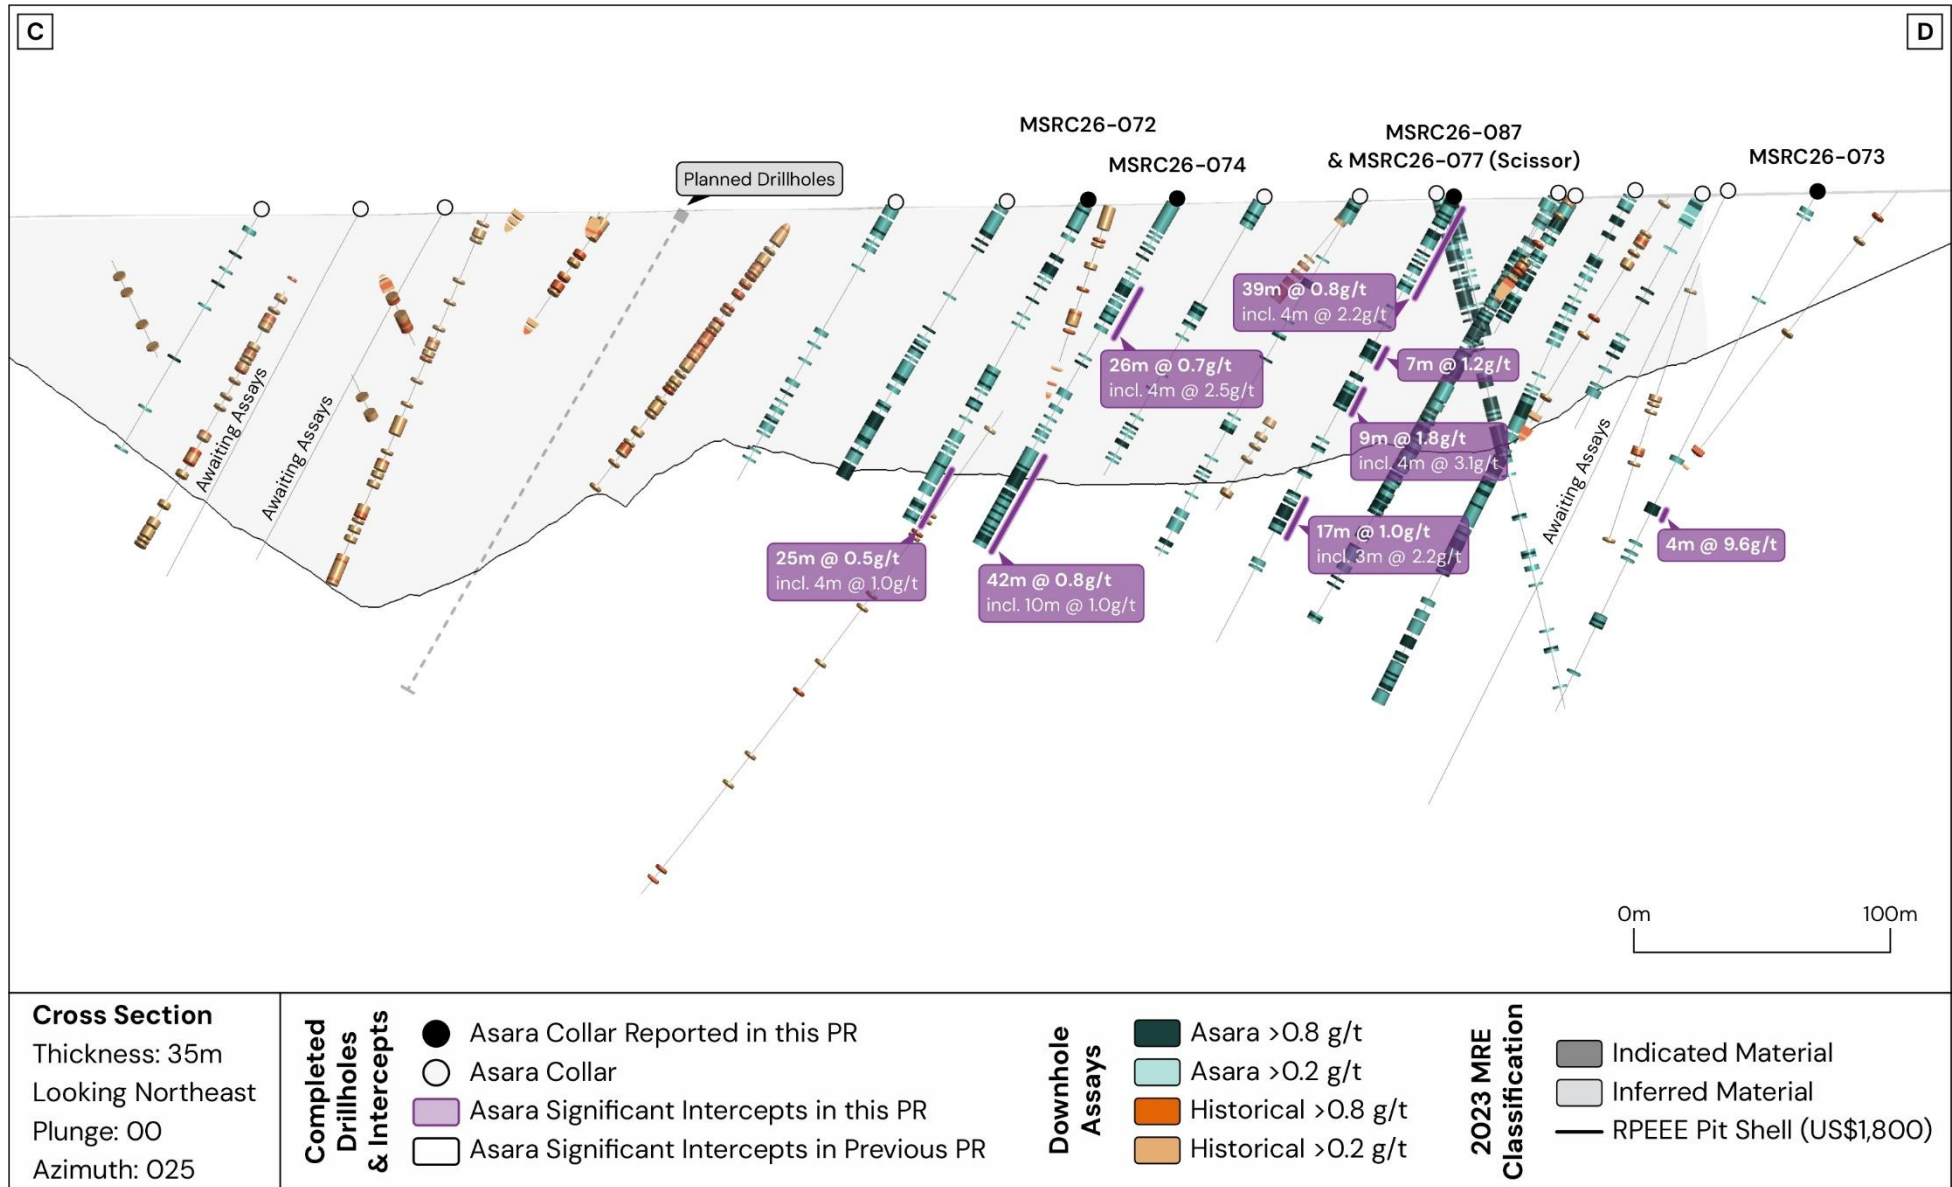 C
D
MSRC26-072
MSRC26-074
MSRC26-087
& MSRC26-077 (Scissor)
MSRC26-073
Planned Drillholes
39m @ 0.8g/t
incl. 4m @ 2.2g/t
26m @ 0.7g/t
incl. 4m @ 2.5g/t
7m @ 1.2g/t
9m @ 1.8g/t
incl. 4m @ 3.1g/t
Awaiting Assays
Awaiting Assays
Awaiting Assays
17m @ 1.0g/t
incl. 3m @ 2.2g/t
4m @ 9.6g/t
25m @ 0.5g/t
incl. 4m @ 1.0g/t
42m @ 0.8g/t
incl. 10m @ 1.0g/t
0m
100m
Cross Section
Thickness: 35m
Looking Northeast
Plunge: 00
Azimuth: 025
Completed
Drillholes
& Intercepts
Asara Collar Reported in this PR
Asara Collar
Asara Significant Intercepts in this PR
Asara Significant Intercepts in Previous PR
Downhole
Assays
Asara >0.8 g/t
Asara >0.2 g/t
Historical >0.8 g/t
Historical >0.2 g/t
2023 MRE
Classification
Indicated Material
Inferred Material
RPEEE Pit Shell (US$1,800)